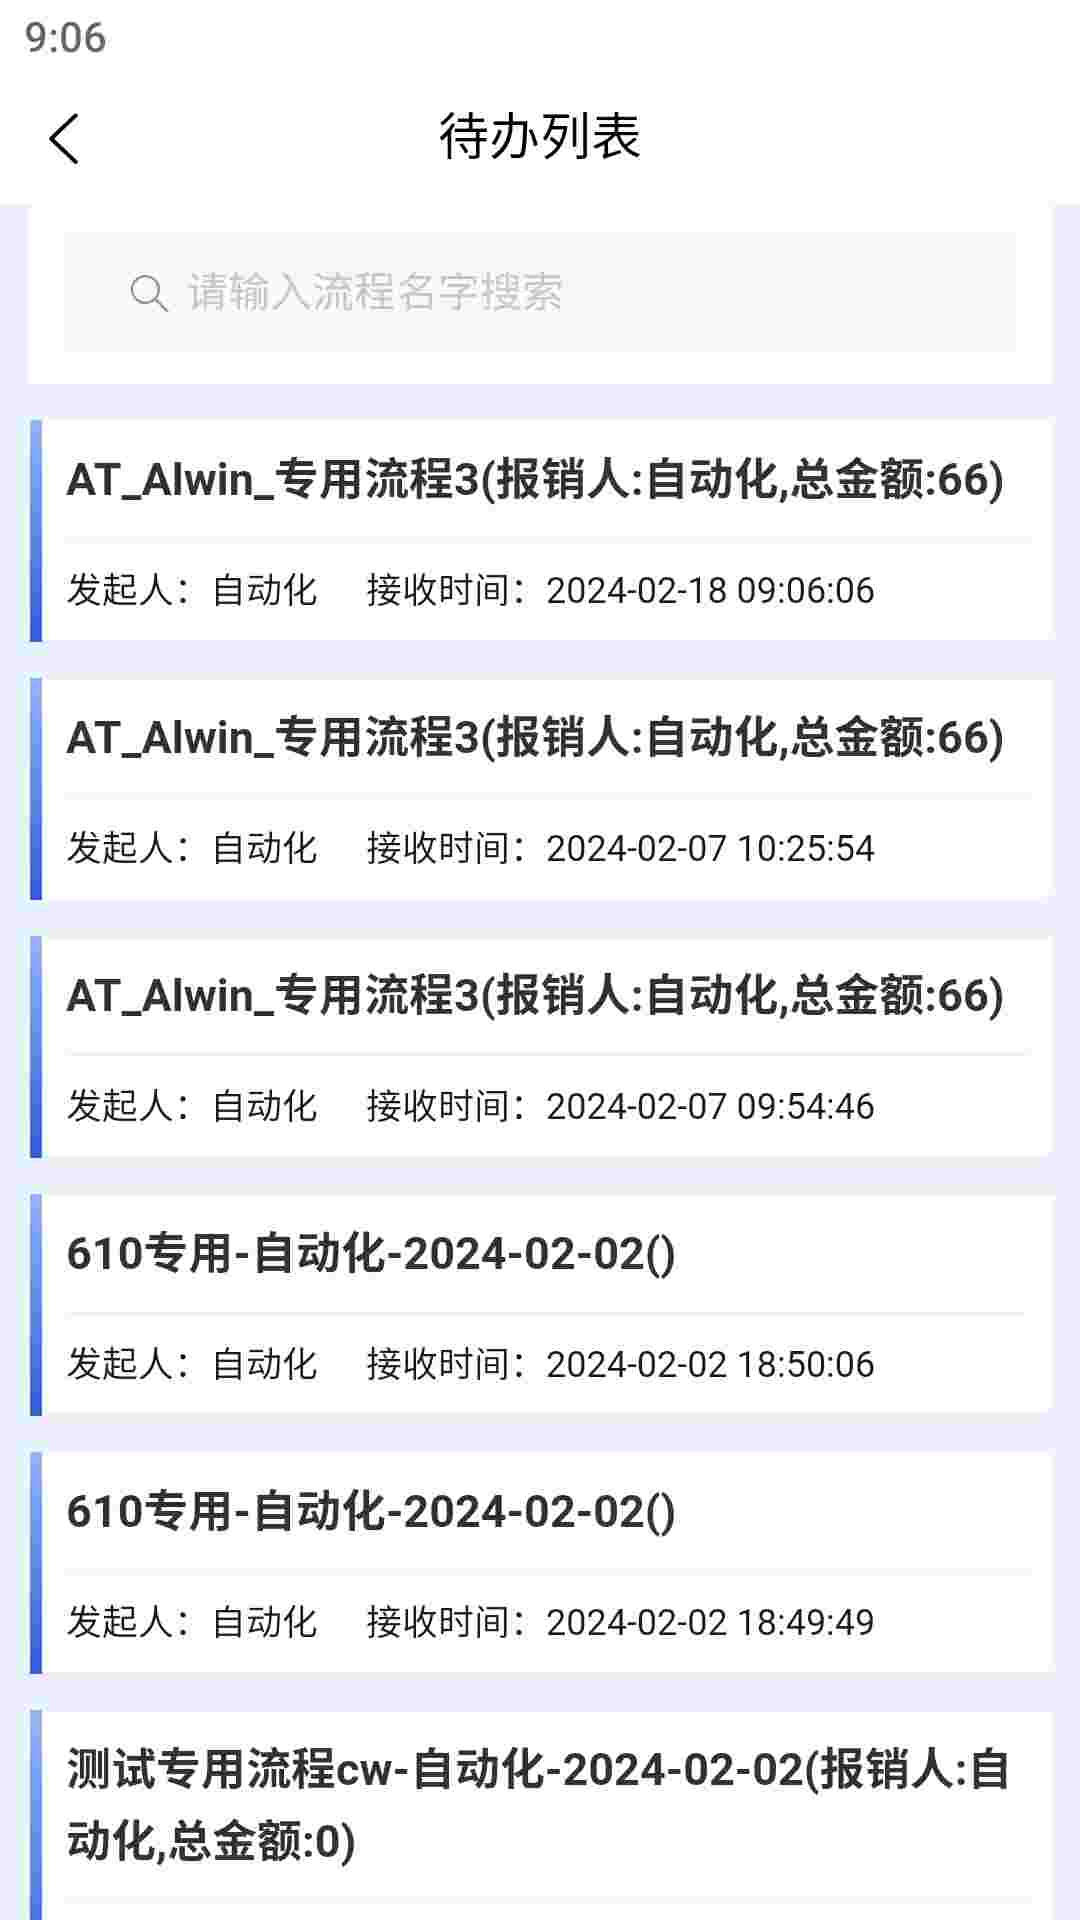 9:06
待办列表
请输入流程名字搜索
AT_Alwin_专用流程3(报销人:自动化,总金额:66)
发起人：自动化 接收时间：2024-02-18 09:06:06
AT_Alwin_专用流程3(报销人:自动化,总金额:66)
发起人：自动化 接收时间：2024-02-07 10:25:54
AT_Alwin_专用流程3(报销人:自动化,总金额:66)
发起人：自动化 接收时间：2024-02-07 09:54:46
610专用-自动化-2024-02-02()
发起人：自动化 接收时间：2024-02-02 18:50:06
610专用-自动化-2024-02-02()
发起人：自动化 接收时间：2024-02-02 18:49:49
测试专用流程cw-自动化-2024-02-02(报销人:自
动化,总金额:0)